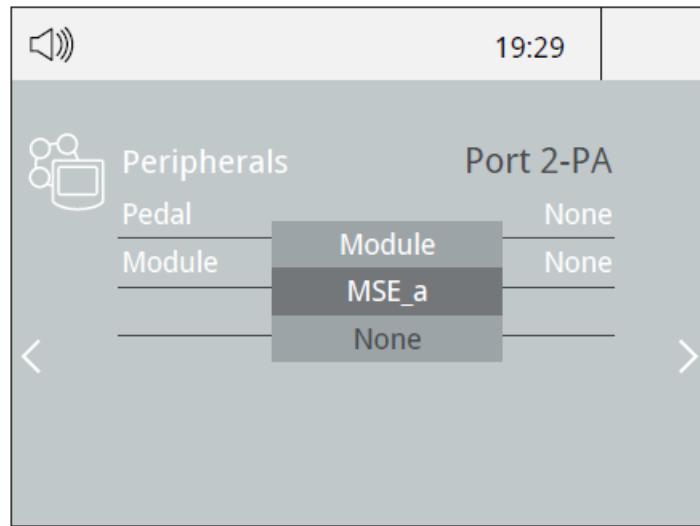 19:29
Peripherals Port 2-PA
Pedal None
Module
Module None
MSE_a
None